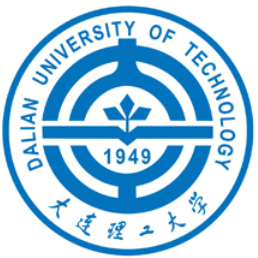 DALIAN UNIVERSITY OF TECHNOLOGY
1949
大连理工大学